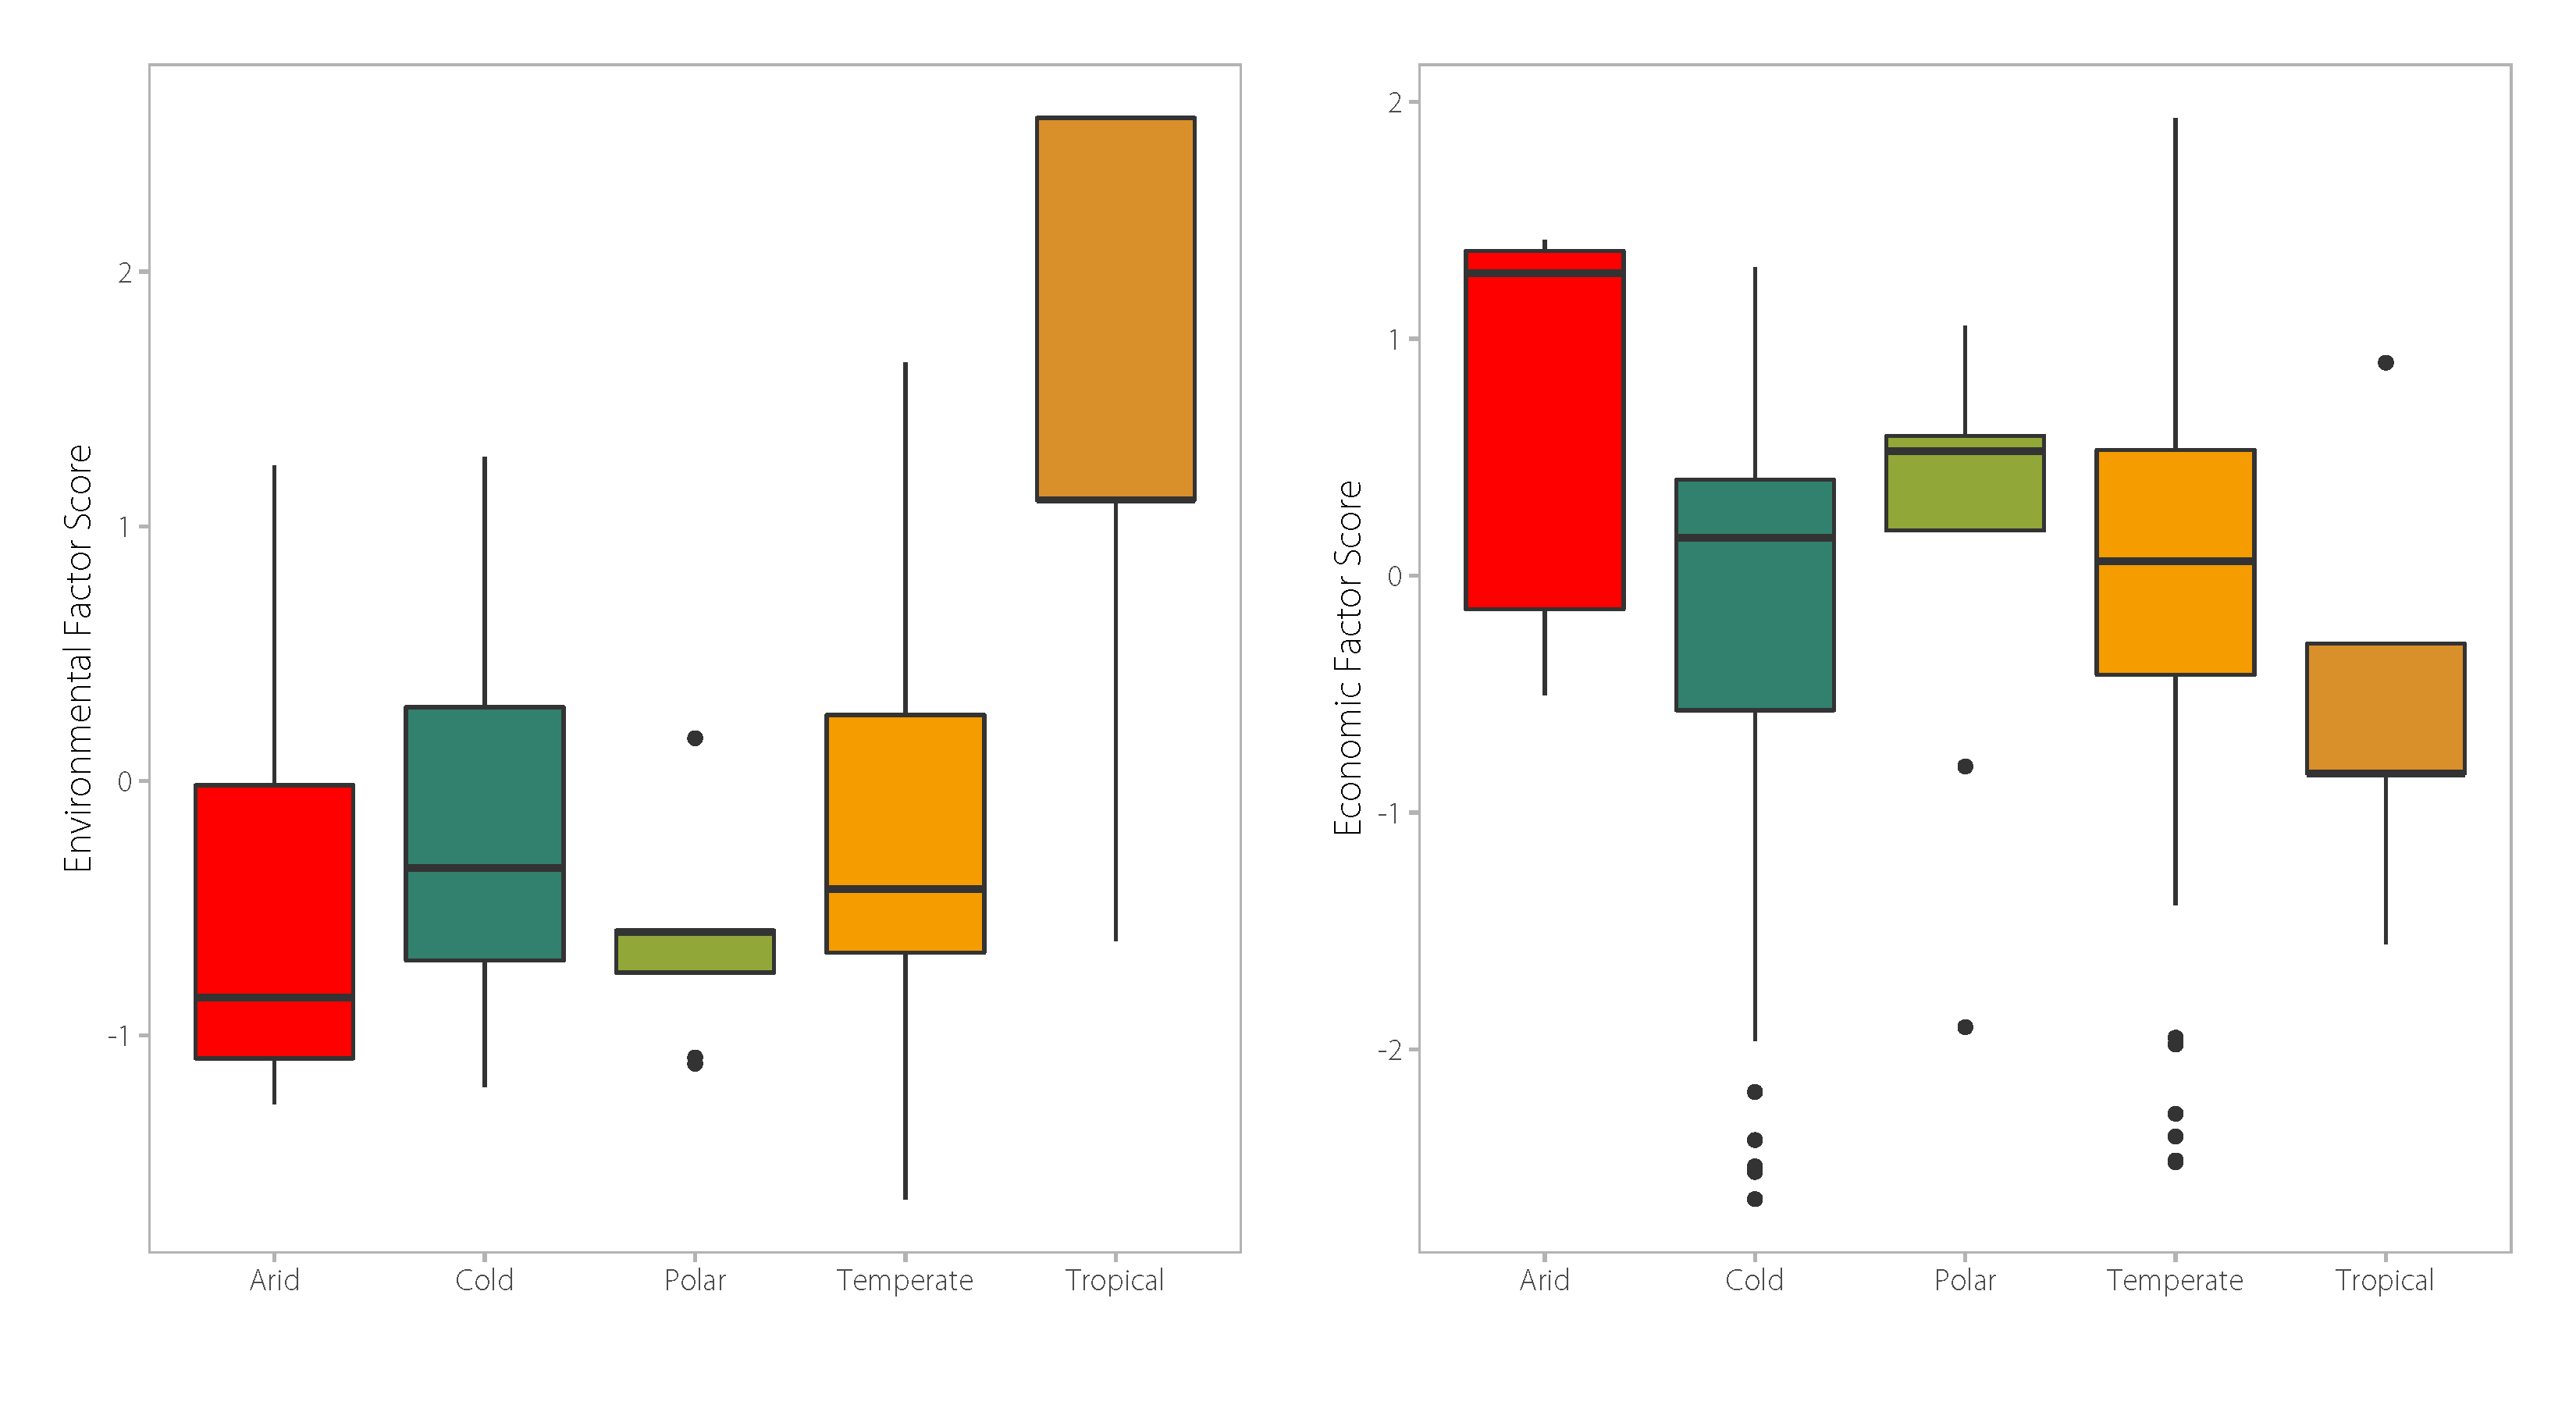 Environmental Factor Score
2
1
0
-1
Arid
Cold
Polar
Temperate
Tropical
Economic Factor Score
2
1
0
-1
-2
Arid
Cold
Polar
Temperate
Tropical